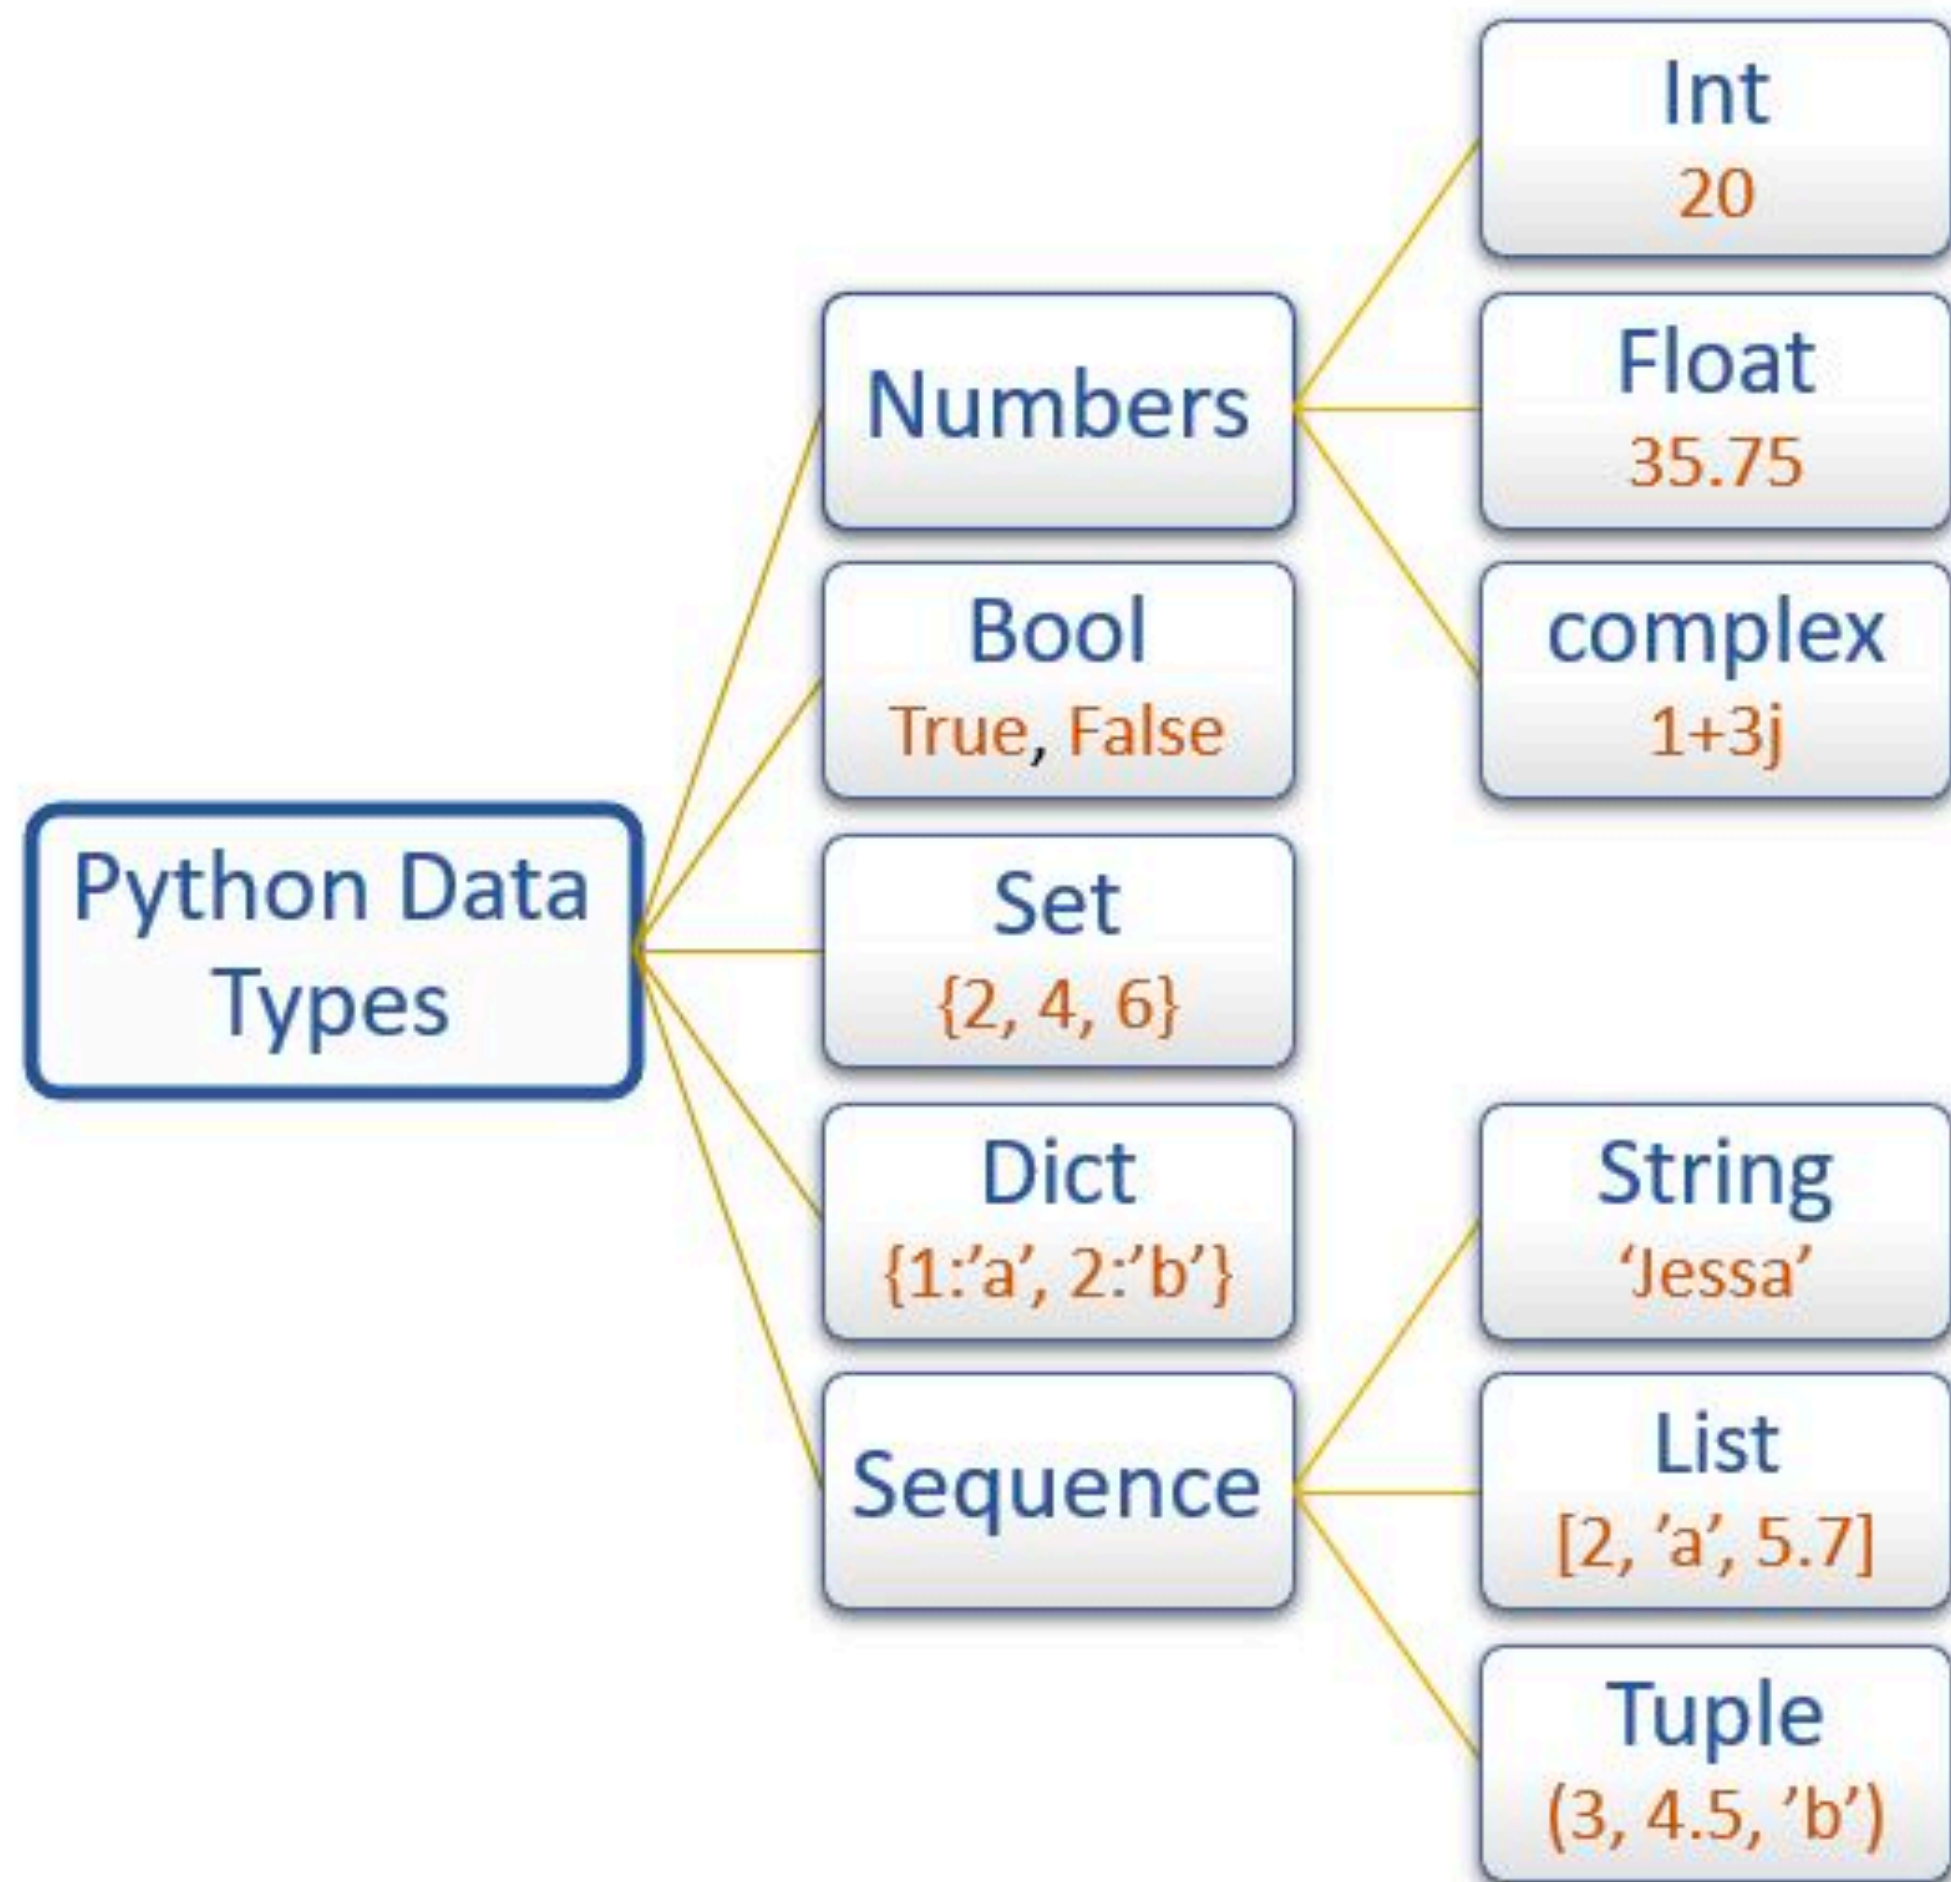 Python Data
Types
Numbers
Int
20
Float
35.75
complex
1+3j
Bool
True, False
Set
{2, 4, 6}
Dict
{1:’a’, 2:’b’}
Sequence
String
‘Jessa’
List
[2, ’a’, 5.7]
Tuple
(3, 4.5, ’b’)